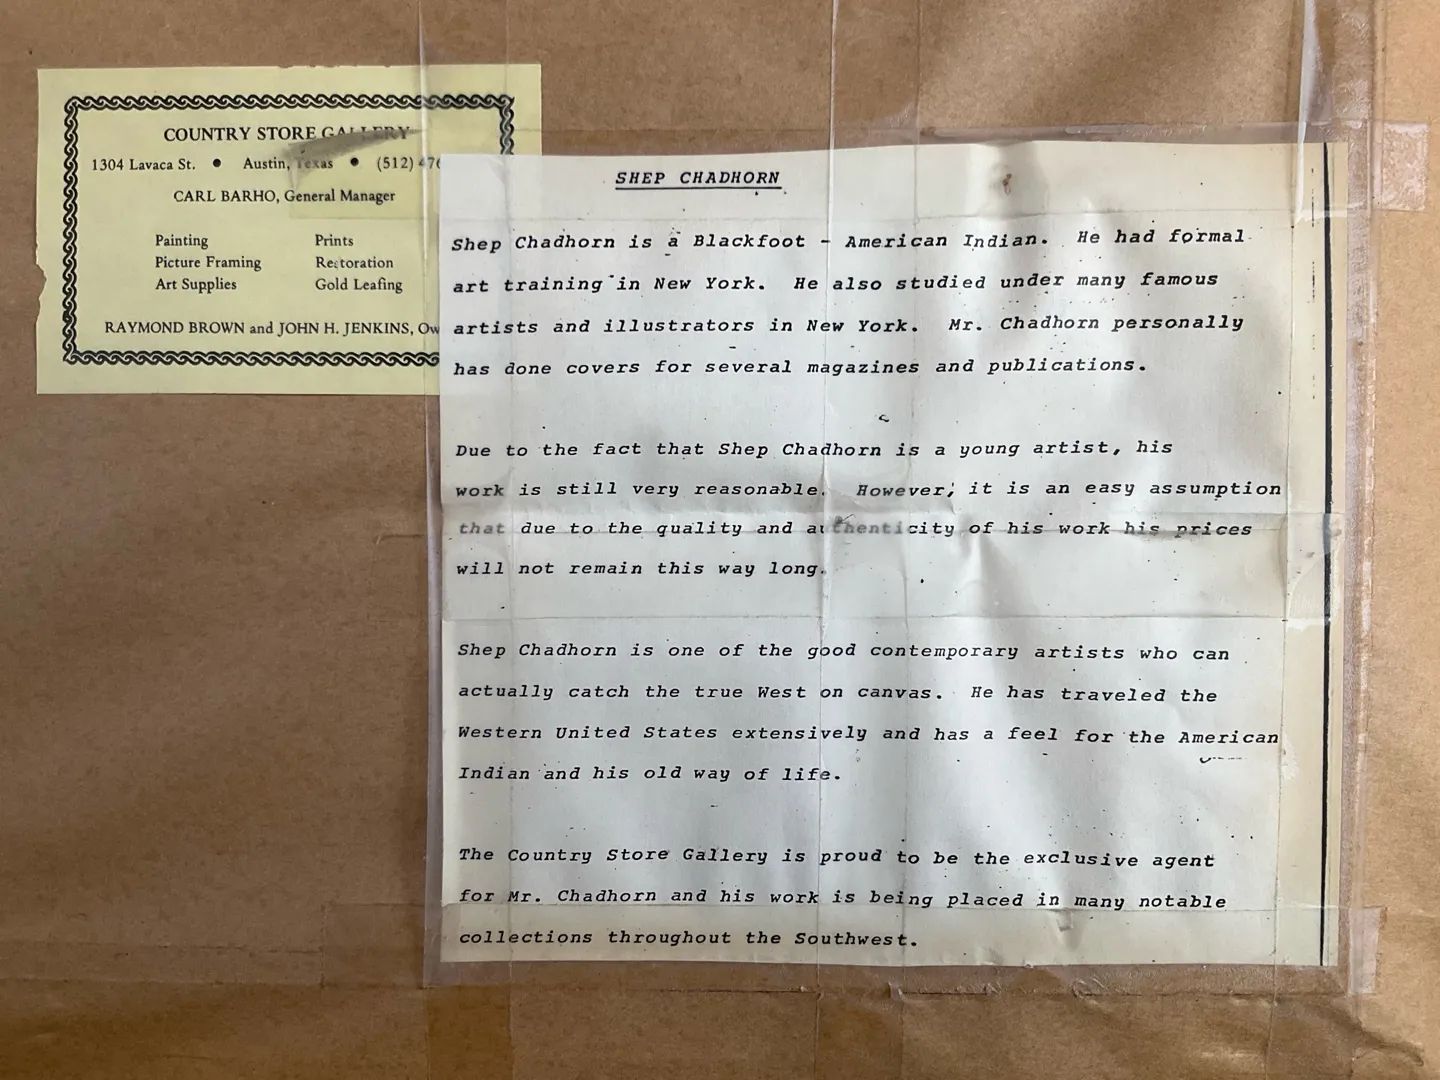 COUNTRY STORE GALLERY
1304 Lavaca St. • Austin, Texas • (512) 476
CARL BARHO, General Manager
Painting Prints
Picture Framing Restoration
Art Supplies Gold Leafing
RAYMOND BROWN and JOHN H. JENKINS, Ow
SHEP CHADHORN
Shep Chadhorn is a Blackfoot - American Indian. He had formal
art training in New York. He also studied under many famous
artists and illustrators in New York. Mr. Chadhorn personally
has done covers for several magazines and publications.
Due to the fact that Shep Chadhorn is a young artist, his
work is still very reasonable. However, it is an easy assumption
that due to the quality and authenticity of his work his prices
will not remain this way long.
Shep Chadhorn is one of the good contemporary artists who can
actually catch the true West on canvas. He has traveled the
Western United States extensively and has a feel for the American
Indian and his old way of life.
The Country Store Gallery is proud to be the exclusive agent
for Mr. Chadhorn and his work is being placed in many notable
collections throughout the Southwest.